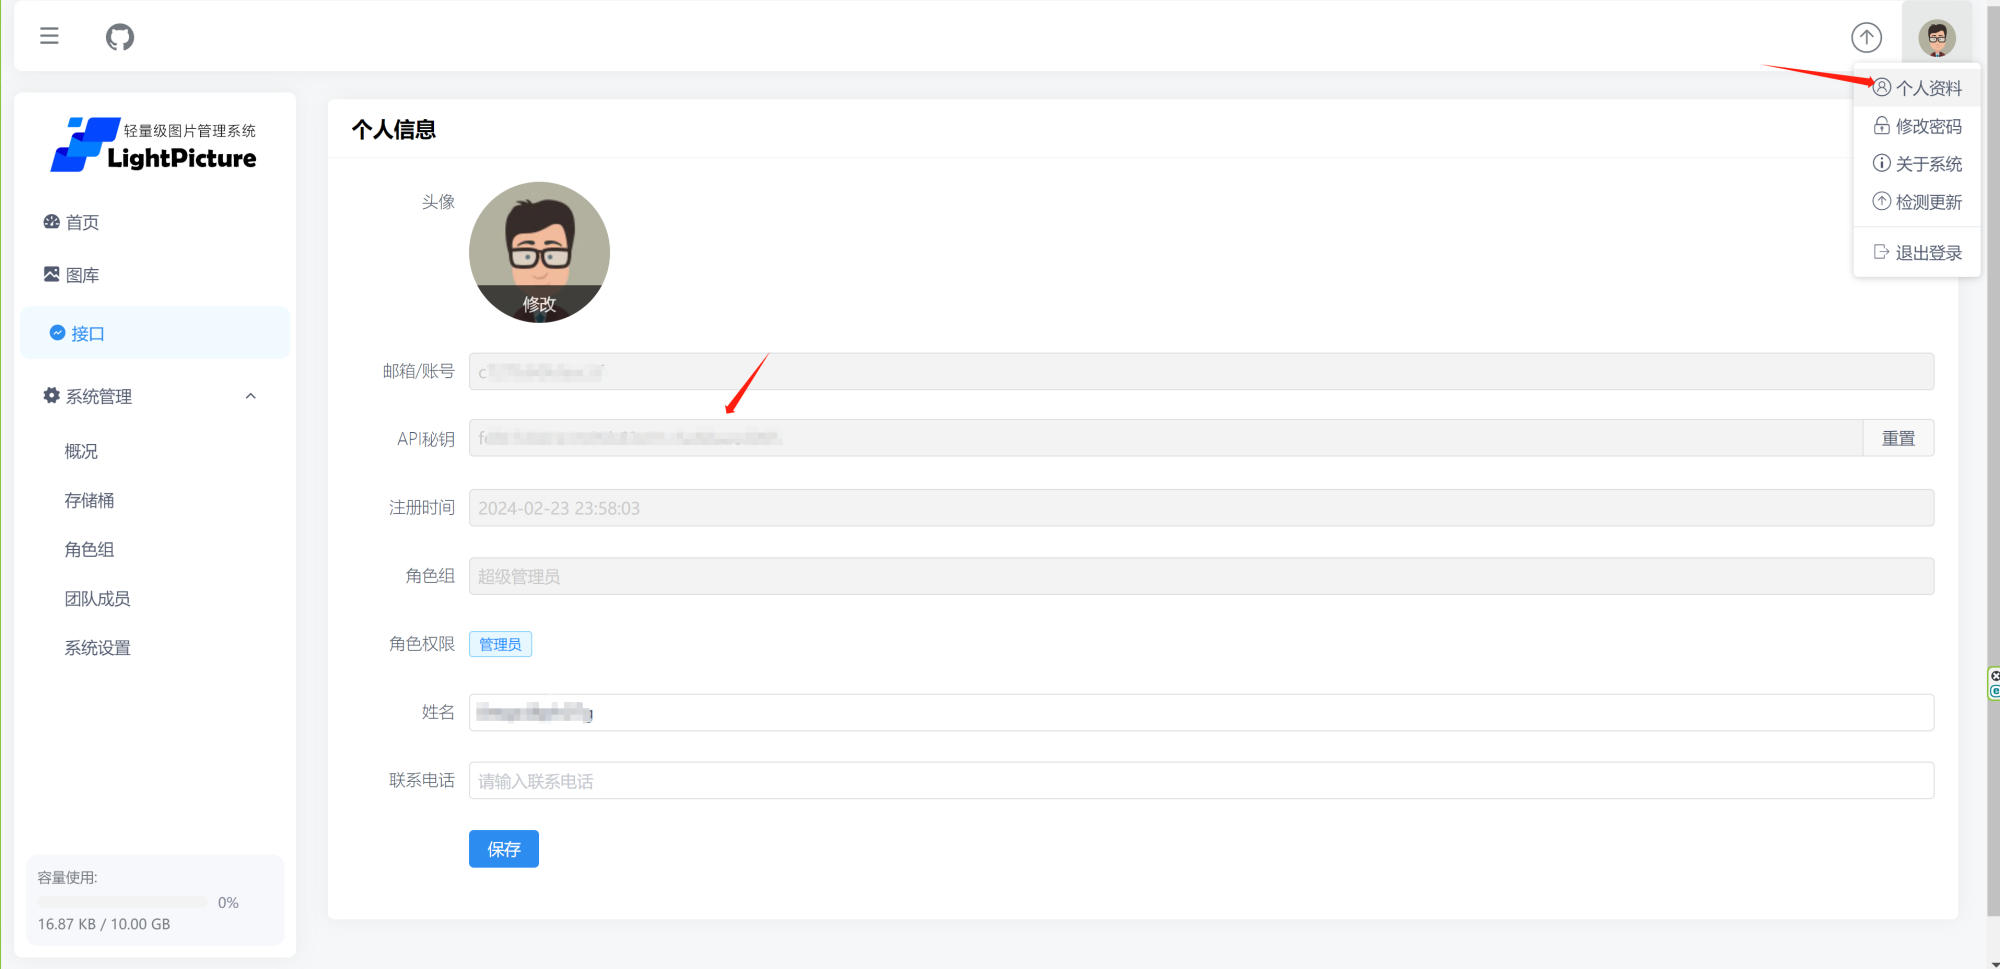 轻量级图片管理系统
LightPicture
首页
图库
接口
系统管理
概况
存储桶
角色组
团队成员
系统设置
容量使用:
0%
16.87 KB / 10.00 GB
个人信息
头像
修改
邮箱/账号
API秘钥
重置
注册时间
2024-02-23 23:58:03
角色组
超级管理员
角色权限
管理员
姓名
联系电话
请输入联系电话
保存
个人资料
修改密码
关于系统
检测更新
退出登录